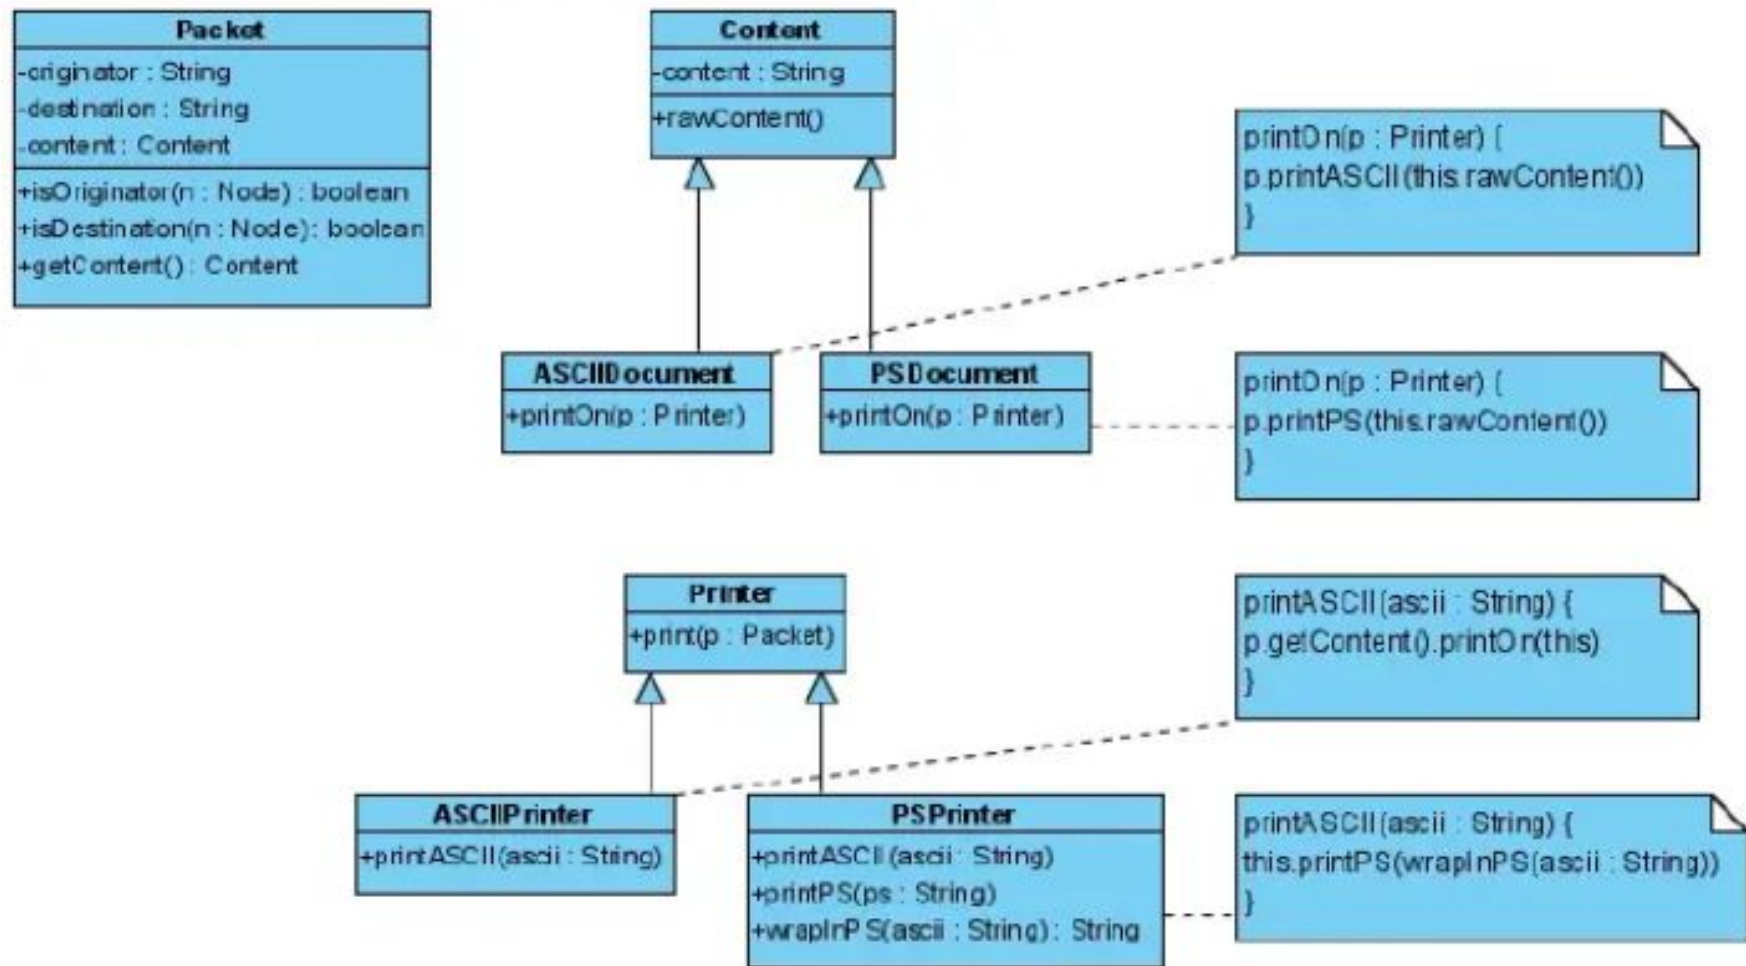 Packet
-originator : String
-destination : String
-content : Content
+isOriginator(n : Node) : boolean
+isDestination(n : Node) : boolean
+getContent() : Content
Content
-content : String
+rawContent()
printOn(p : Printer) {
p.printASCII(this.rawContent())
}
ASCIIDocument
+printOn(p : Printer)
PSDocument
+printOn(p : Printer)
printOn(p : Printer) {
p.printPS(this.rawContent())
}
Printer
+print(p : Packet)
printASCII(ascii : String) {
p.getContent().printOn(this)
}
ASCIIPrinter
+printASCII(ascii : String)
PSPrinter
+printASCII(ascii : String)
+printPS(ps : String)
+wrapInPS(ascii : String) : String
printASCII(ascii : String) {
this.printPS(wrapInPS(ascii : String))
}